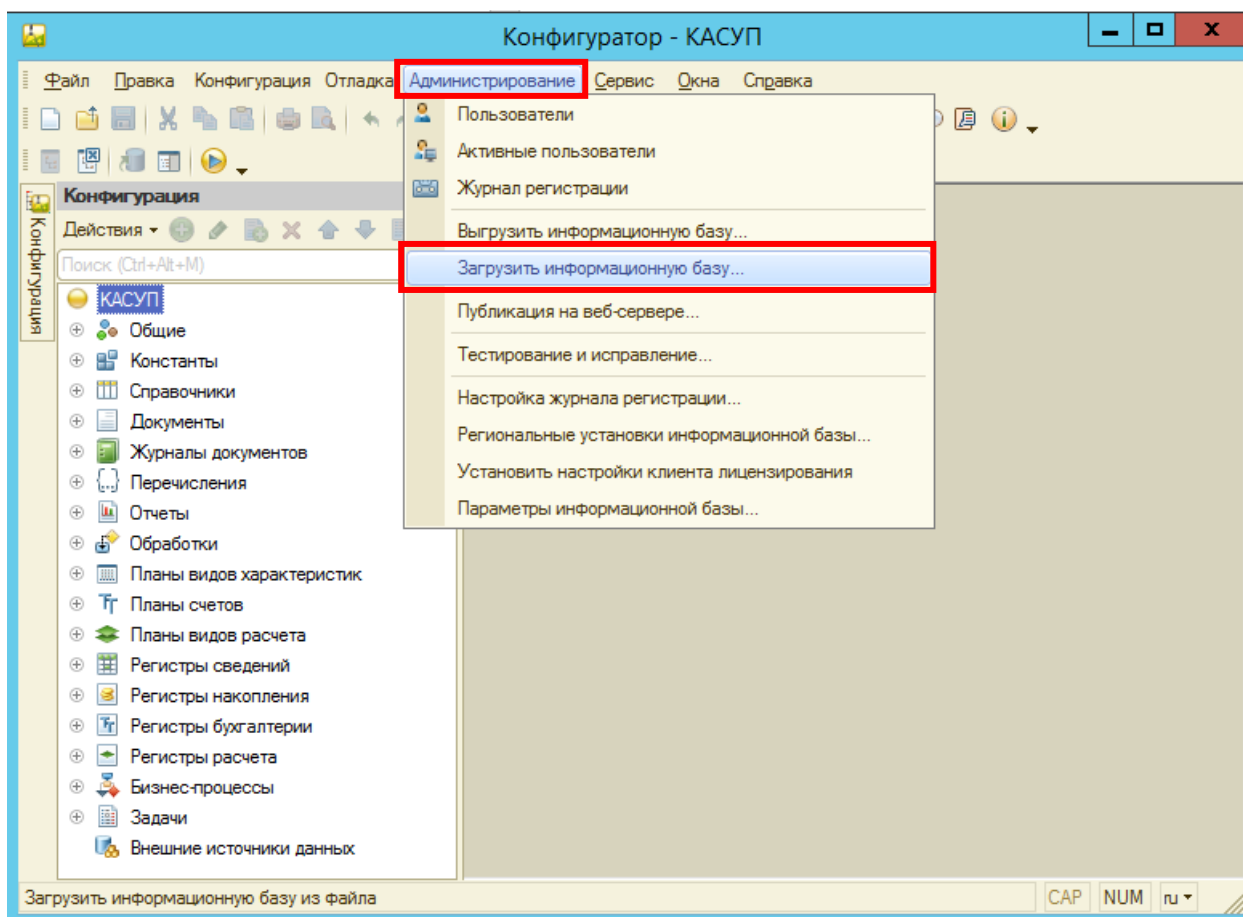 Конфигуратор - КАСУП
Файл Правка Конфигурация Отладка Администрирование Сервис Окна Справка
Пользователи
Активные пользователи
Журнал регистрации
Выгрузить информационную базу...
Загрузить информационную базу...
Публикация на веб-сервере...
Тестирование и исправление...
Настройка журнала регистрации...
Региональные установки информационной базы...
Установить настройки клиента лицензирования
Параметры информационной базы...
Конфигурация
Конфигурация
Действия
Поиск (Ctrl+Alt+M)
КАСУП
Общие
Константы
Справочники
Документы
Журналы документов
Перечисления
Отчеты
Обработки
Планы видов характеристик
Планы счетов
Планы видов расчета
Регистры сведений
Регистры накопления
Регистры бухгалтерии
Регистры расчета
Бизнес-процессы
Задачи
Внешние источники данных
Загрузить информационную базу из файла
CAP NUM ru